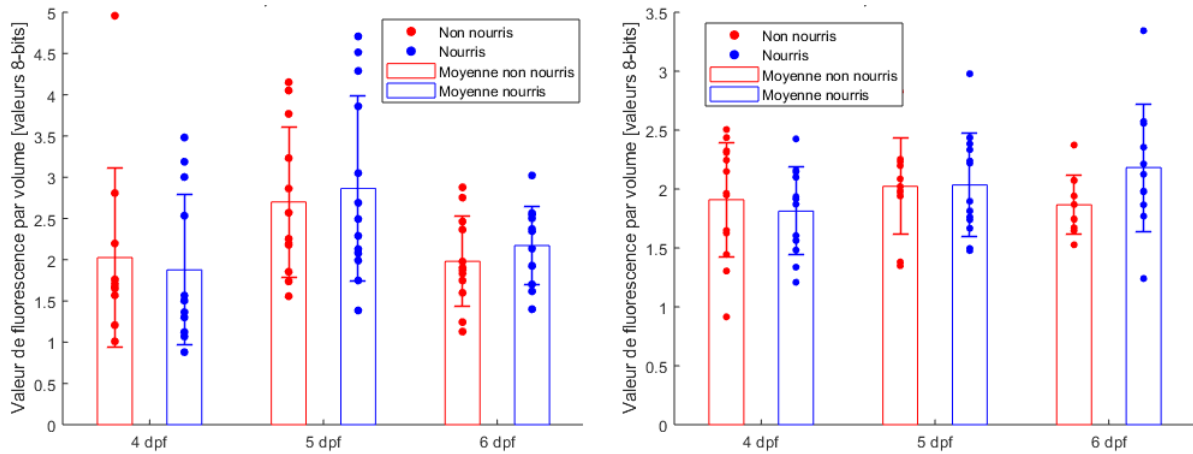 Valeur de fluorescence par volume [valeurs 8-bits]
5
4.5
4
3.5
3
2.5
2
1.5
1
0.5
0
4 dpf
5 dpf
6 dpf
Non nourris
Nourris
Moyenne non nourris
Moyenne nourris
Valeur de fluorescence par volume [valeurs 8-bits]
3.5
3
2.5
2
1.5
1
0.5
0
4 dpf
5 dpf
6 dpf
Non nourris
Nourris
Moyenne non nourris
Moyenne nourris